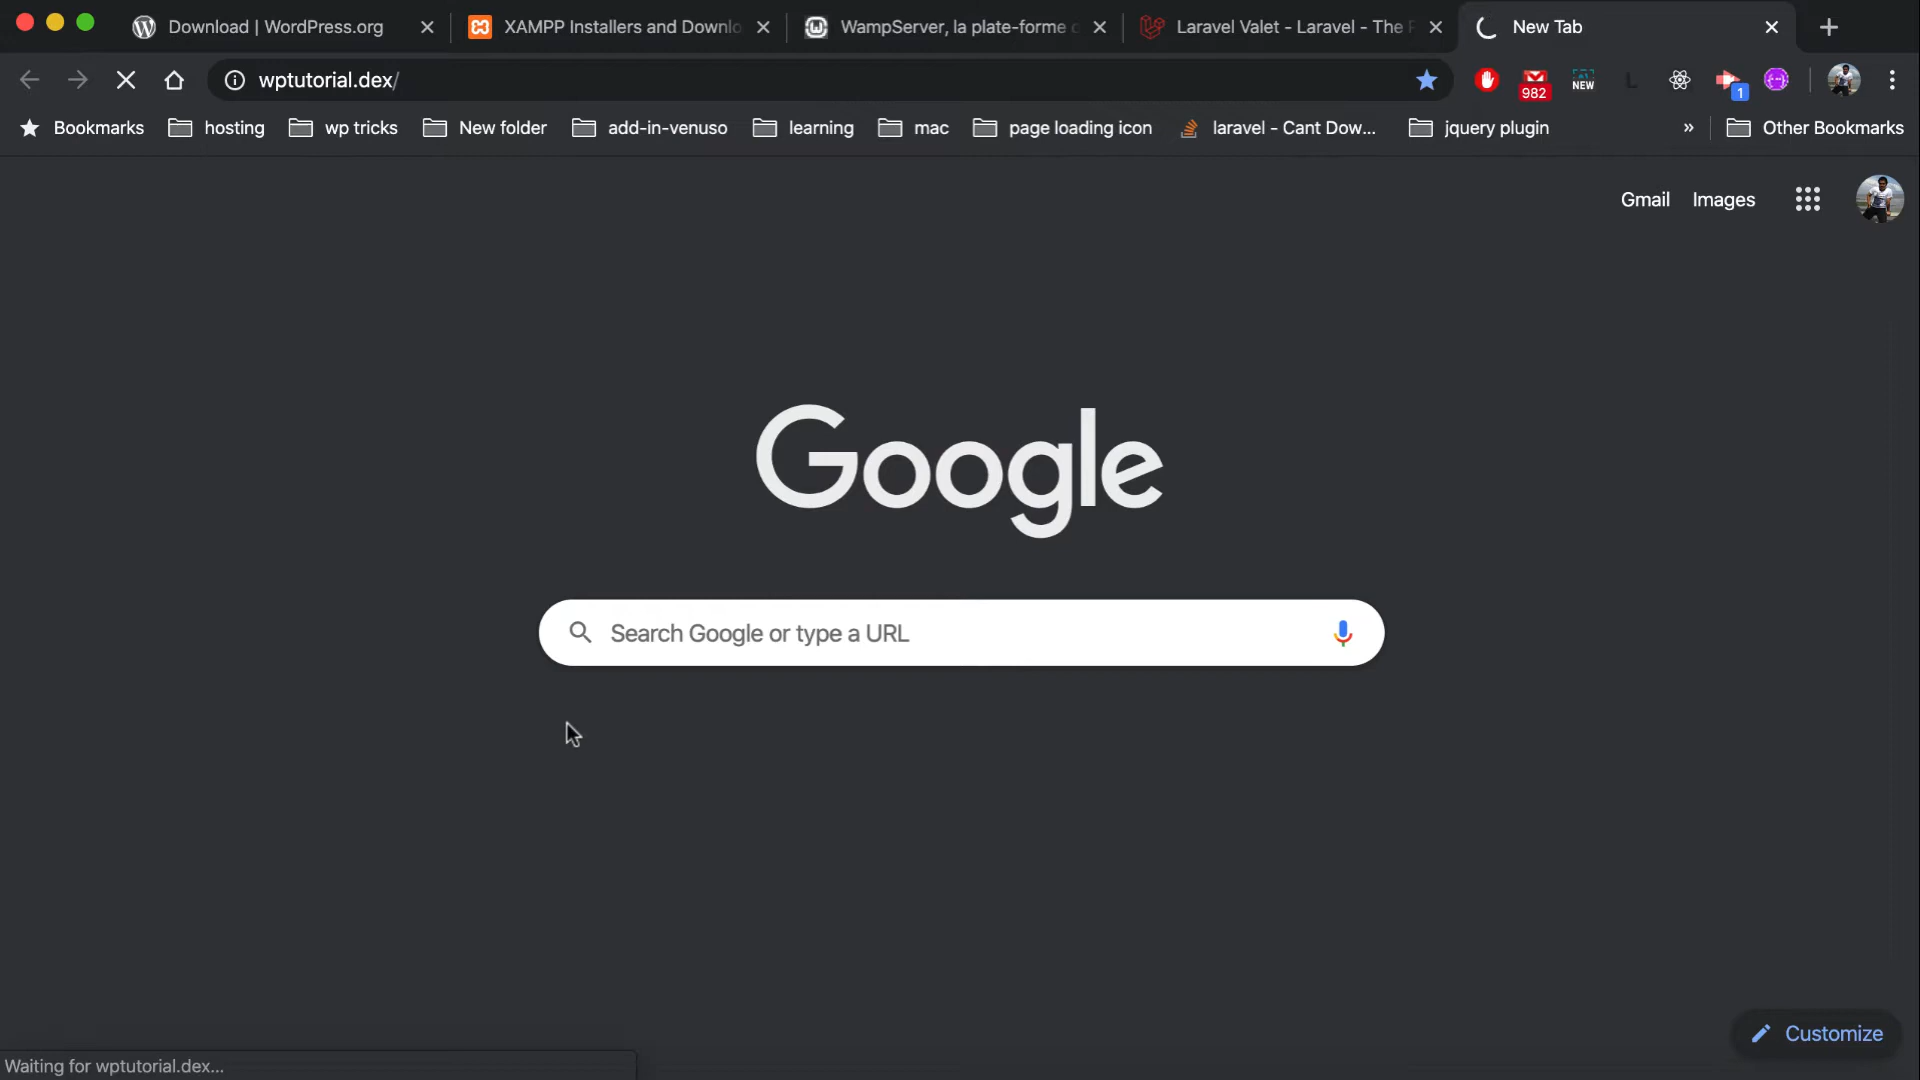 Download | WordPress.org
XAMPP Installers and Downlo
WampServer, la plate-forme
Laravel Valet - Laravel - The
New Tab
wptutorial.dex/
982
NEW
L
1
Bookmarks
hosting
wp tricks
New folder
add-in-venuso
learning
mac
page loading icon
laravel - Cant Dow...
jquery plugin
»
Other Bookmarks
Gmail
Images
Google
Search Google or type a URL
Customize
Waiting for wptutorial.dex...